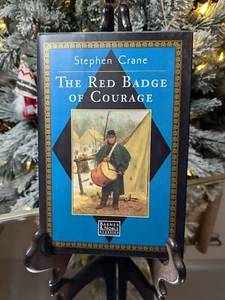 Stephen Crane
THE RED BADGE
OF COURAGE
BARNES
& NOBLE
CLASSICS